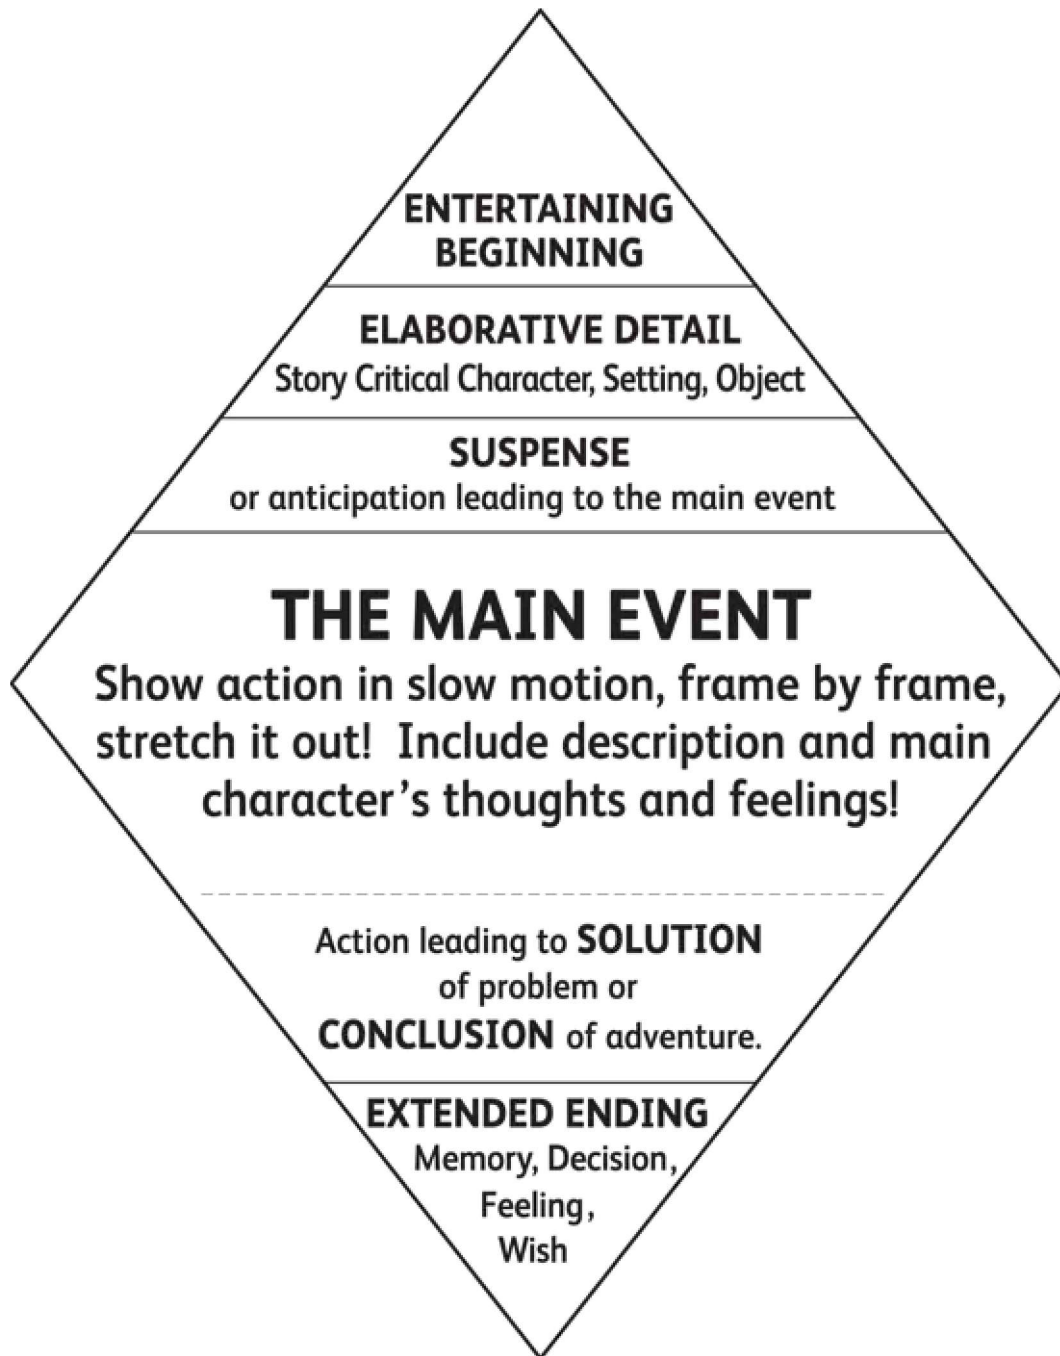 ENTERTAINING
BEGINNING
ELABORATIVE DETAIL
Story Critical Character, Setting, Object
SUSPENSE
or anticipation leading to the main event
THE MAIN EVENT
Show action in slow motion, frame by frame,
stretch it out!  Include description and main
character's thoughts and feelings!
Action leading to SOLUTION
of problem or
CONCLUSION of adventure.
EXTENDED ENDING
Memory, Decision,
Feeling,
Wish